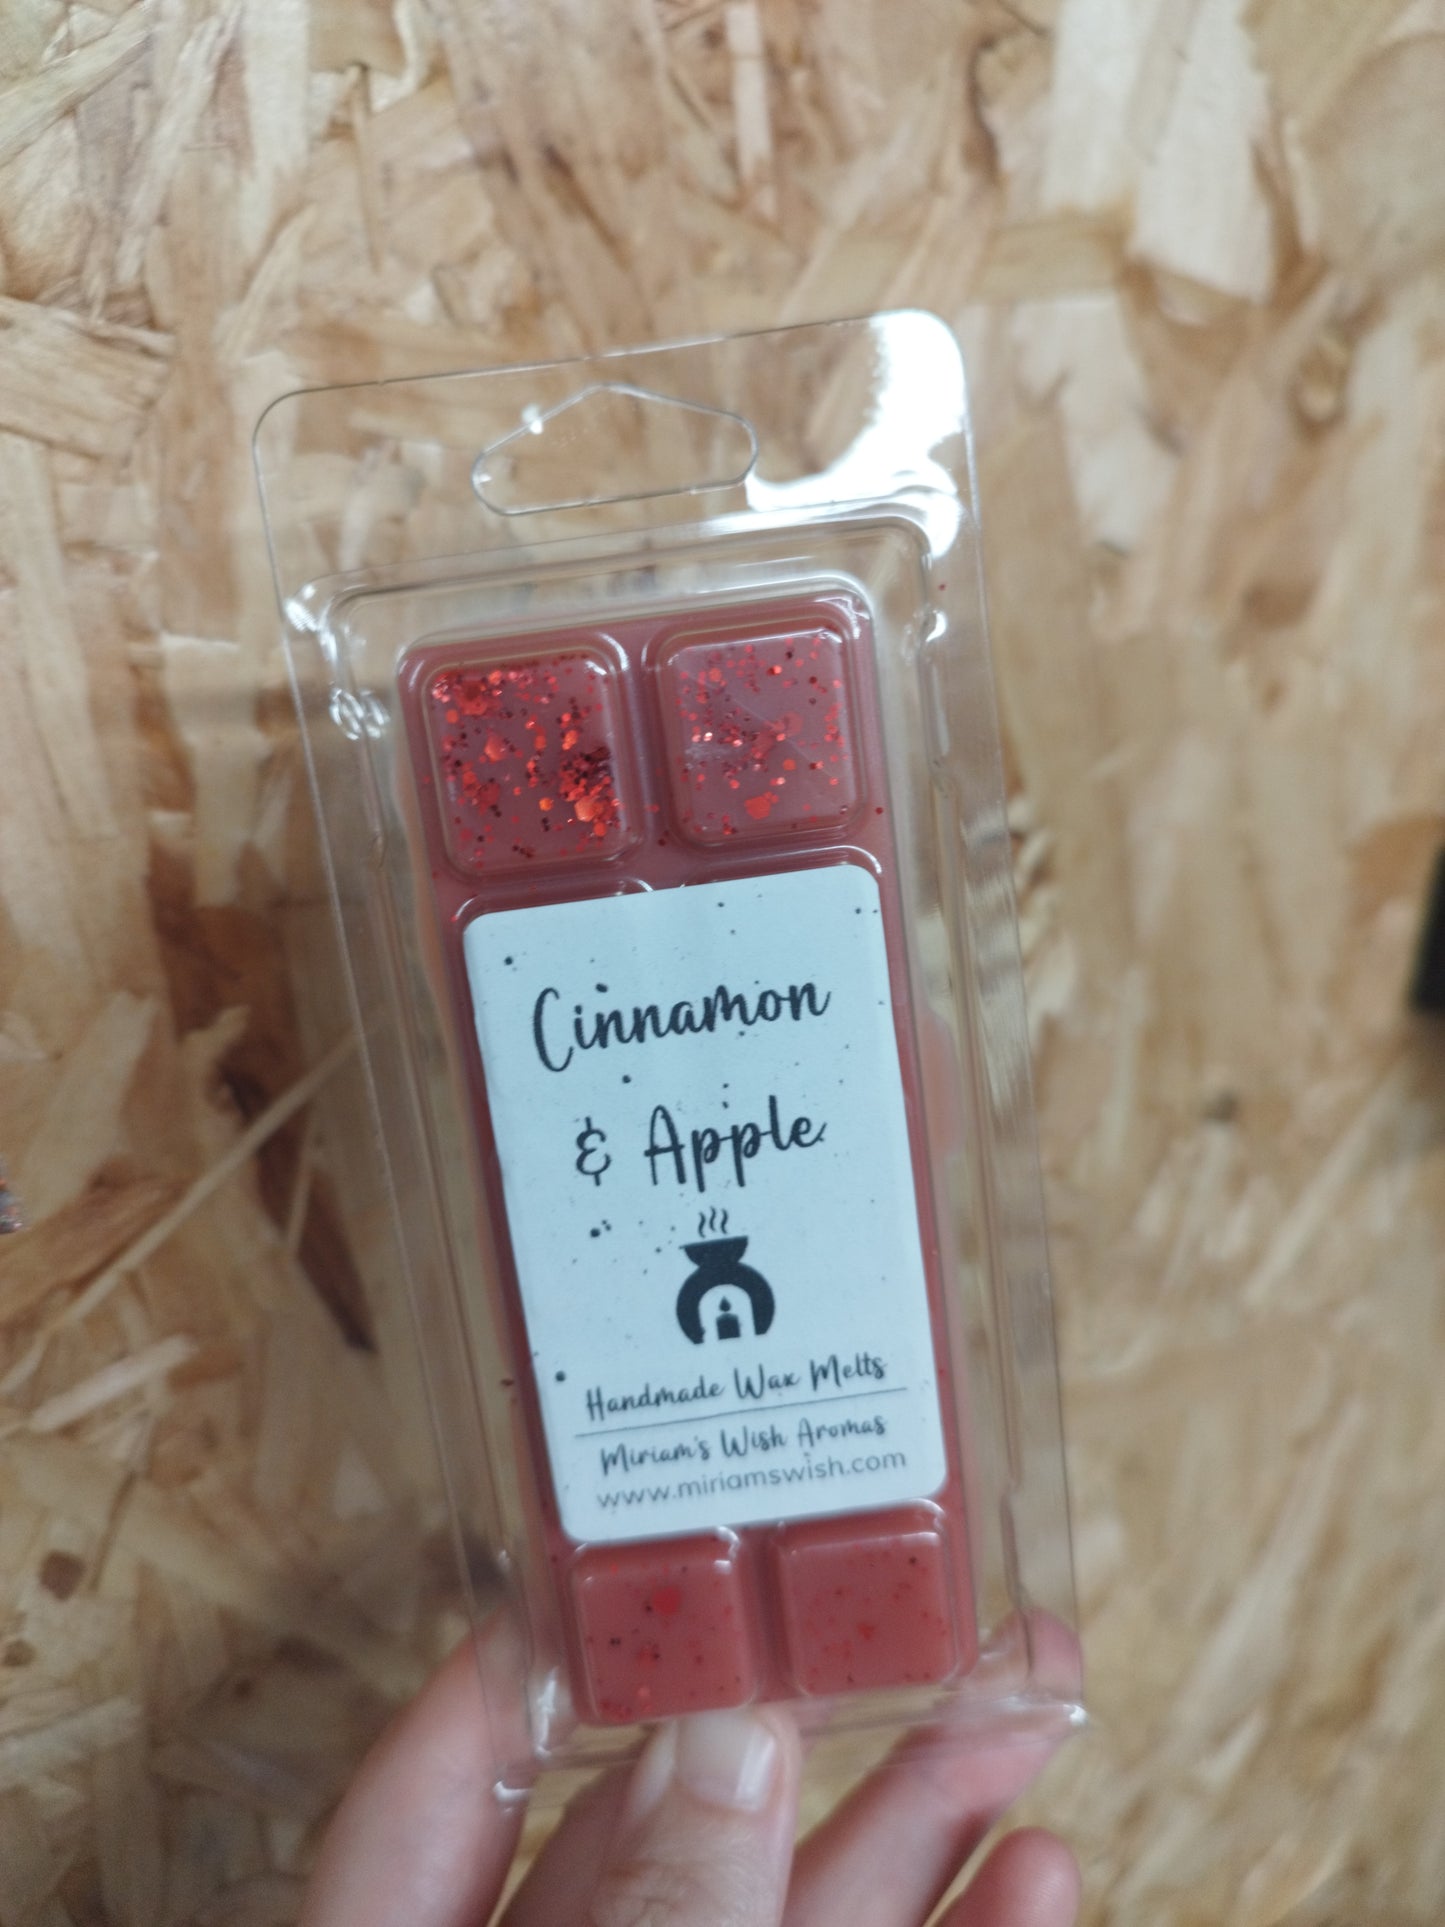 Cinnamon
& Apple
Handmade Wax Melts
Miriam's Wish Aromas
www.miriamswish.com